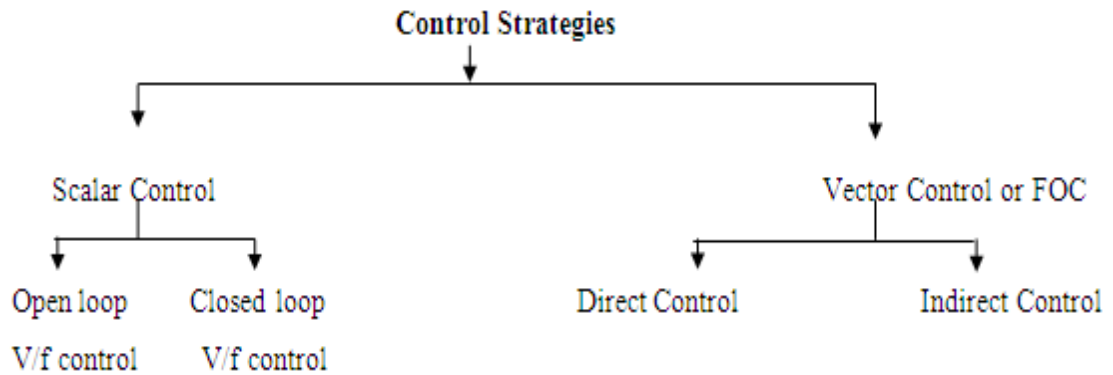 Control Strategies
Scalar Control
Vector Control or FOC
Open loop
V/f control
Closed loop
V/f control
Direct Control
Indirect Control